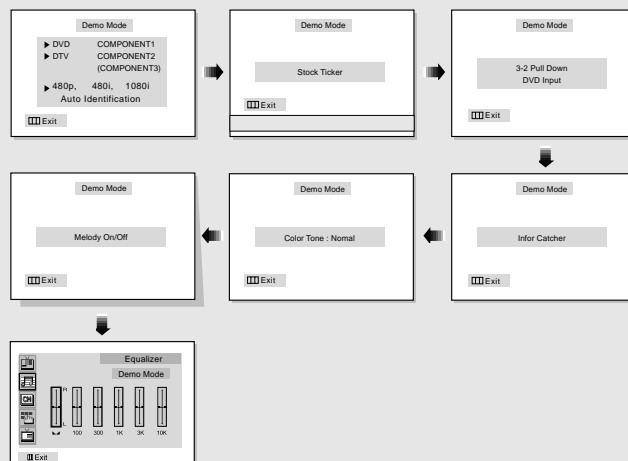 Demo Mode
DVD COMPONENT1
DTV COMPONENT2
(COMPONENT3)
480p, 480i, 1080i
Auto Identification
Exit
Demo Mode
Stock Ticker
Exit
Demo Mode
3-2 Pull Down
DVD Input
Exit
Demo Mode
Infor Catcher
Exit
Demo Mode
Color Tone : Nomal
Exit
Demo Mode
Melody On/Off
Exit
Equalizer
Demo Mode
CH
R
L
100 300 1K 3K 10K
Exit